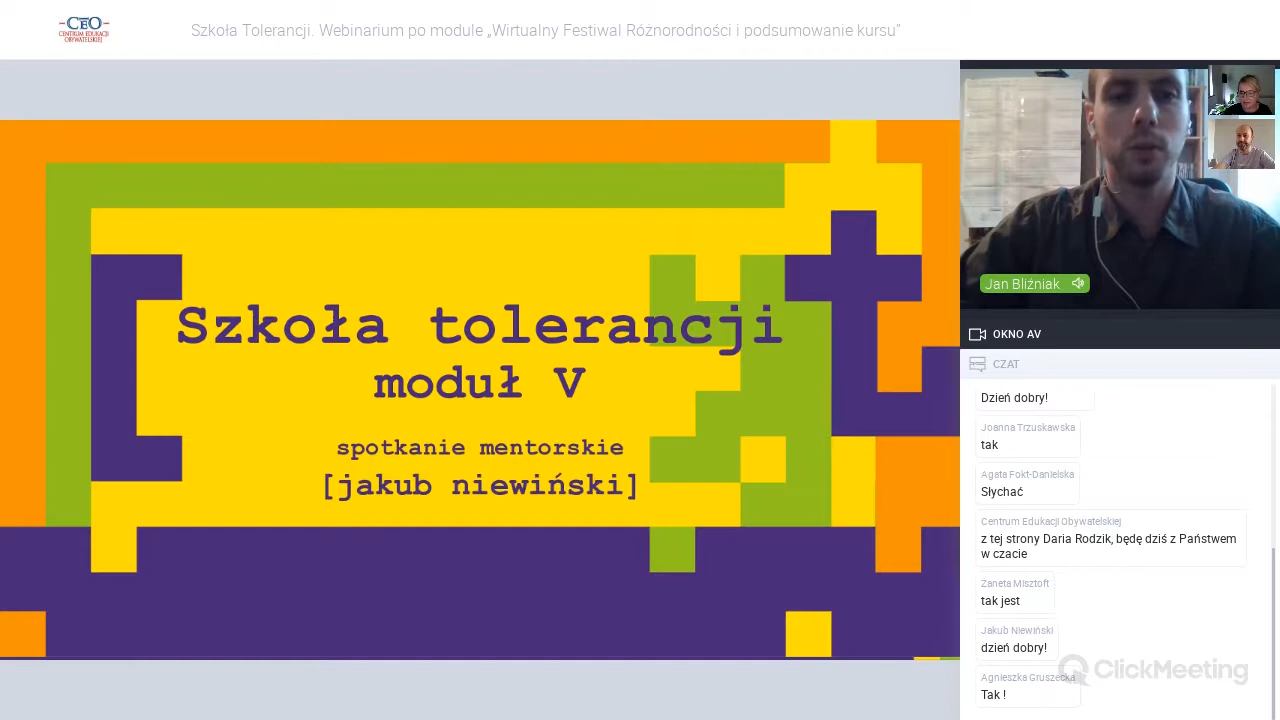 CEO
CENTRUM EDUKACJI
OBYWATELSKIEJ
Szkoła Tolerancji. Webinarium po module „Wirtualny Festiwal Różnorodności i podsumowanie kursu"
Szkoła tolerancji
moduł V
spotkanie mentorskie
[jakub niewiński]
Jan Bliźniak
OKNO AV
CZAT
Dzień dobry!
Joanna Trzuskawska
tak
Agata Fokt-Danielska
Słychać
Centrum Edukacji Obywatelskiej
z tej strony Daria Rodzik, będę dziś z Państwem
w czacie
Żaneta Misztoft
tak jest
Jakub Niewiński
dzień dobry!
Agnieszka Gruszecka
Tak !
ClickMeeting